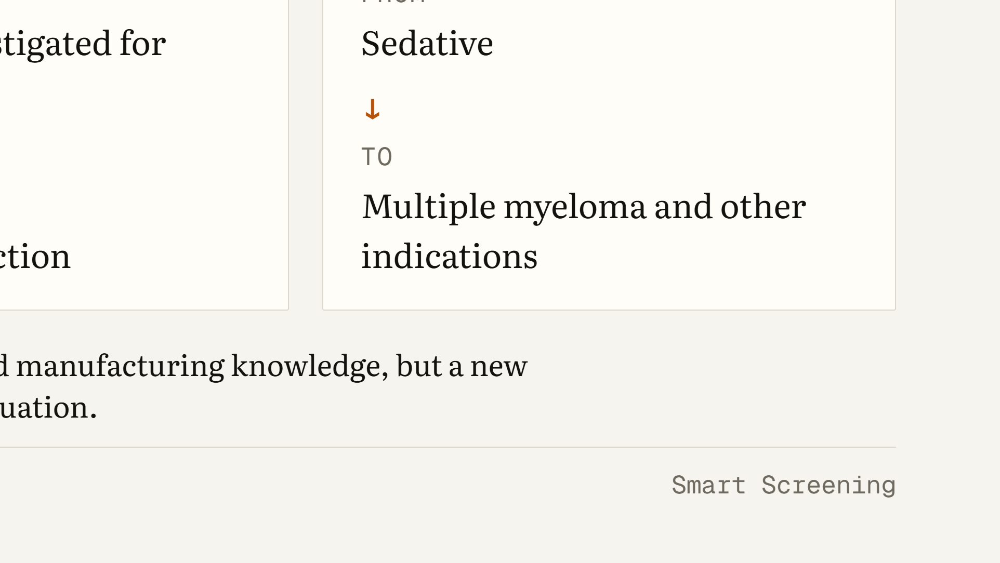 stigated for
ction
Sedative
↓
TO
Multiple myeloma and other
indications
manufacturing knowledge, but a new
uation.
Smart Screening